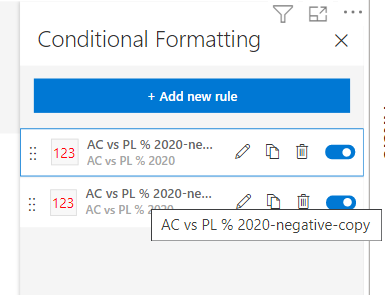 Conditional Formatting
+ Add new rule
123
AC vs PL % 2020-ne...
AC vs PL % 2020
123
AC vs PL % 2020-ne...
AC vs PL % 2020
AC vs PL % 2020-negative-copy